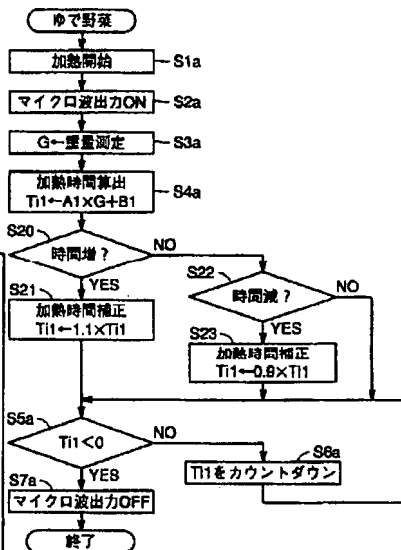 ゆで野菜
加熱開始
S1a
マイクロ波出力ON
S2a
G←重量測定
S3a
加熱時間算出
Ti1←A1×G+B1
S4a
S20
時間増?
NO
YES
S21
加熱時間補正
Ti1←1.1×Ti1
S22
時間減?
NO
YES
S23
加熱時間補正
Ti1←0.9×Ti1
S5a
Ti1<0
NO
YES
S6a
Ti1をカウントダウン
S7a
マイクロ波出力OFF
終了